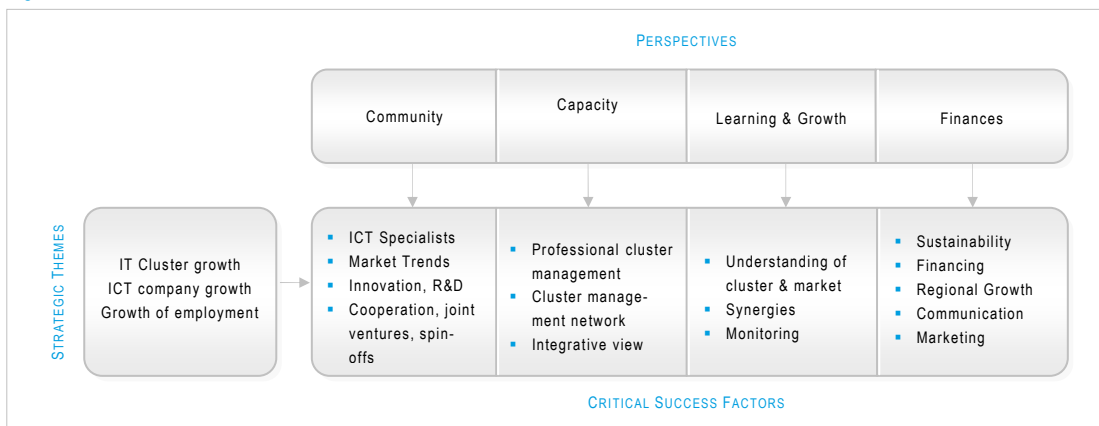 PERSPECTIVES
Community
Capacity
Learning & Growth
Finances
STRATEGIC THEMES
IT Cluster growth
ICT company growth
Growth of employment
▪ ICT Specialists
▪ Market Trends
▪ Innovation, R&D
▪ Cooperation, joint
ventures, spin-
offs
▪ Professional cluster
management
▪ Cluster manage-
ment network
▪ Integrative view
▪ Understanding of
cluster & market
▪ Synergies
▪ Monitoring
▪ Sustainability
▪ Financing
▪ Regional Growth
▪ Communication
▪ Marketing
CRITICAL SUCCESS FACTORS